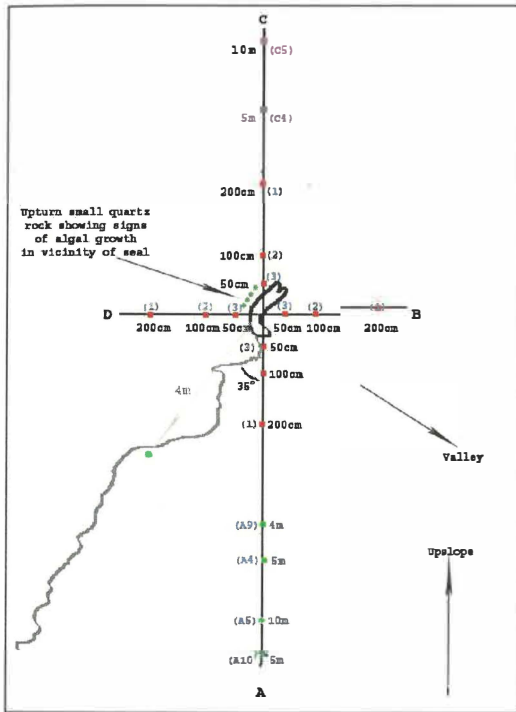 C
10m (C5)
5m (C4)
200cm (1)
Upturn small quartz
rock showing signs
of algal growth
in vicinity of seal
100cm (2)
50cm (3)
(1) (2) (3) (3) (2)
D B
200cm 100cm 50cm 50cm 100cm 200cm
(3) 50cm
100cm
35°
4m
(1) 200cm
Valley
(A9) 4m
Upslope
(A4) 5m
(A5) 10m
(A10) 5m
A